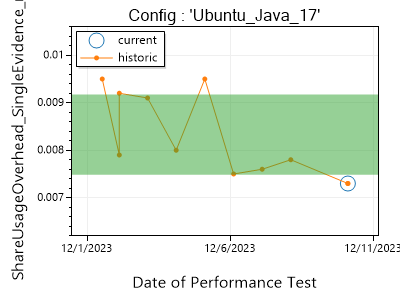 Config : 'Ubuntu_Java_17'
current
historic
0.01
0.009
0.008
0.007
ShareUsageOverhead_SingleEvidence_
12/1/2023
12/6/2023
12/11/2023
Date of Performance Test